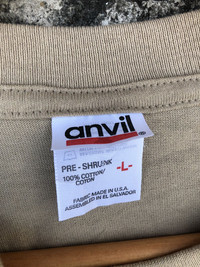 anvil®
PRE-SHRUNK
100% COTTON/
COTON
-L-
FABRIC MADE IN U.S.A.
ASSEMBLED IN EL SALVADOR